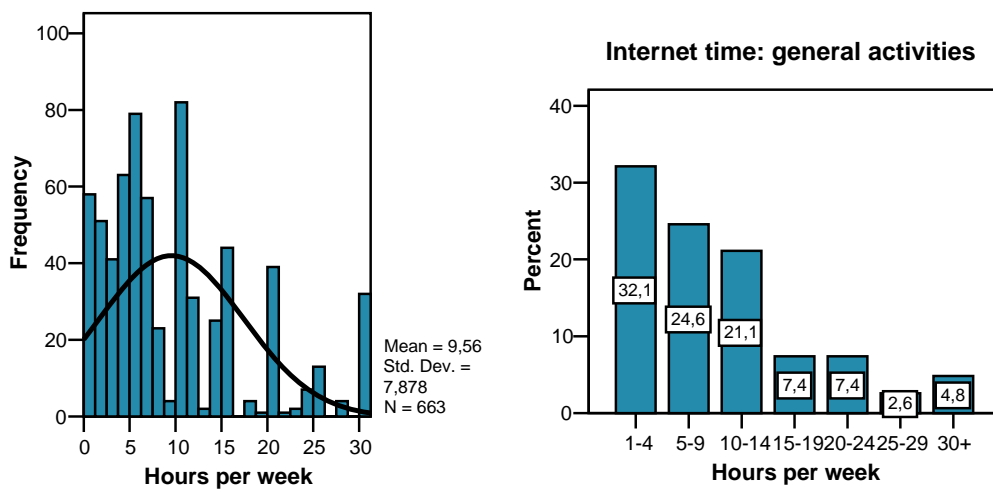 Frequency
100
80
60
40
20
0
0 5 10 15 20 25 30
Hours per week
Mean = 9,56
Std. Dev. =
7,878
N = 663
Internet time: general activities
Percent
40
30
20
10
0
32,1
24,6
21,1
7,4
7,4
2,6
4,8
1-4 5-9 10-14 15-19 20-24 25-29 30+
Hours per week